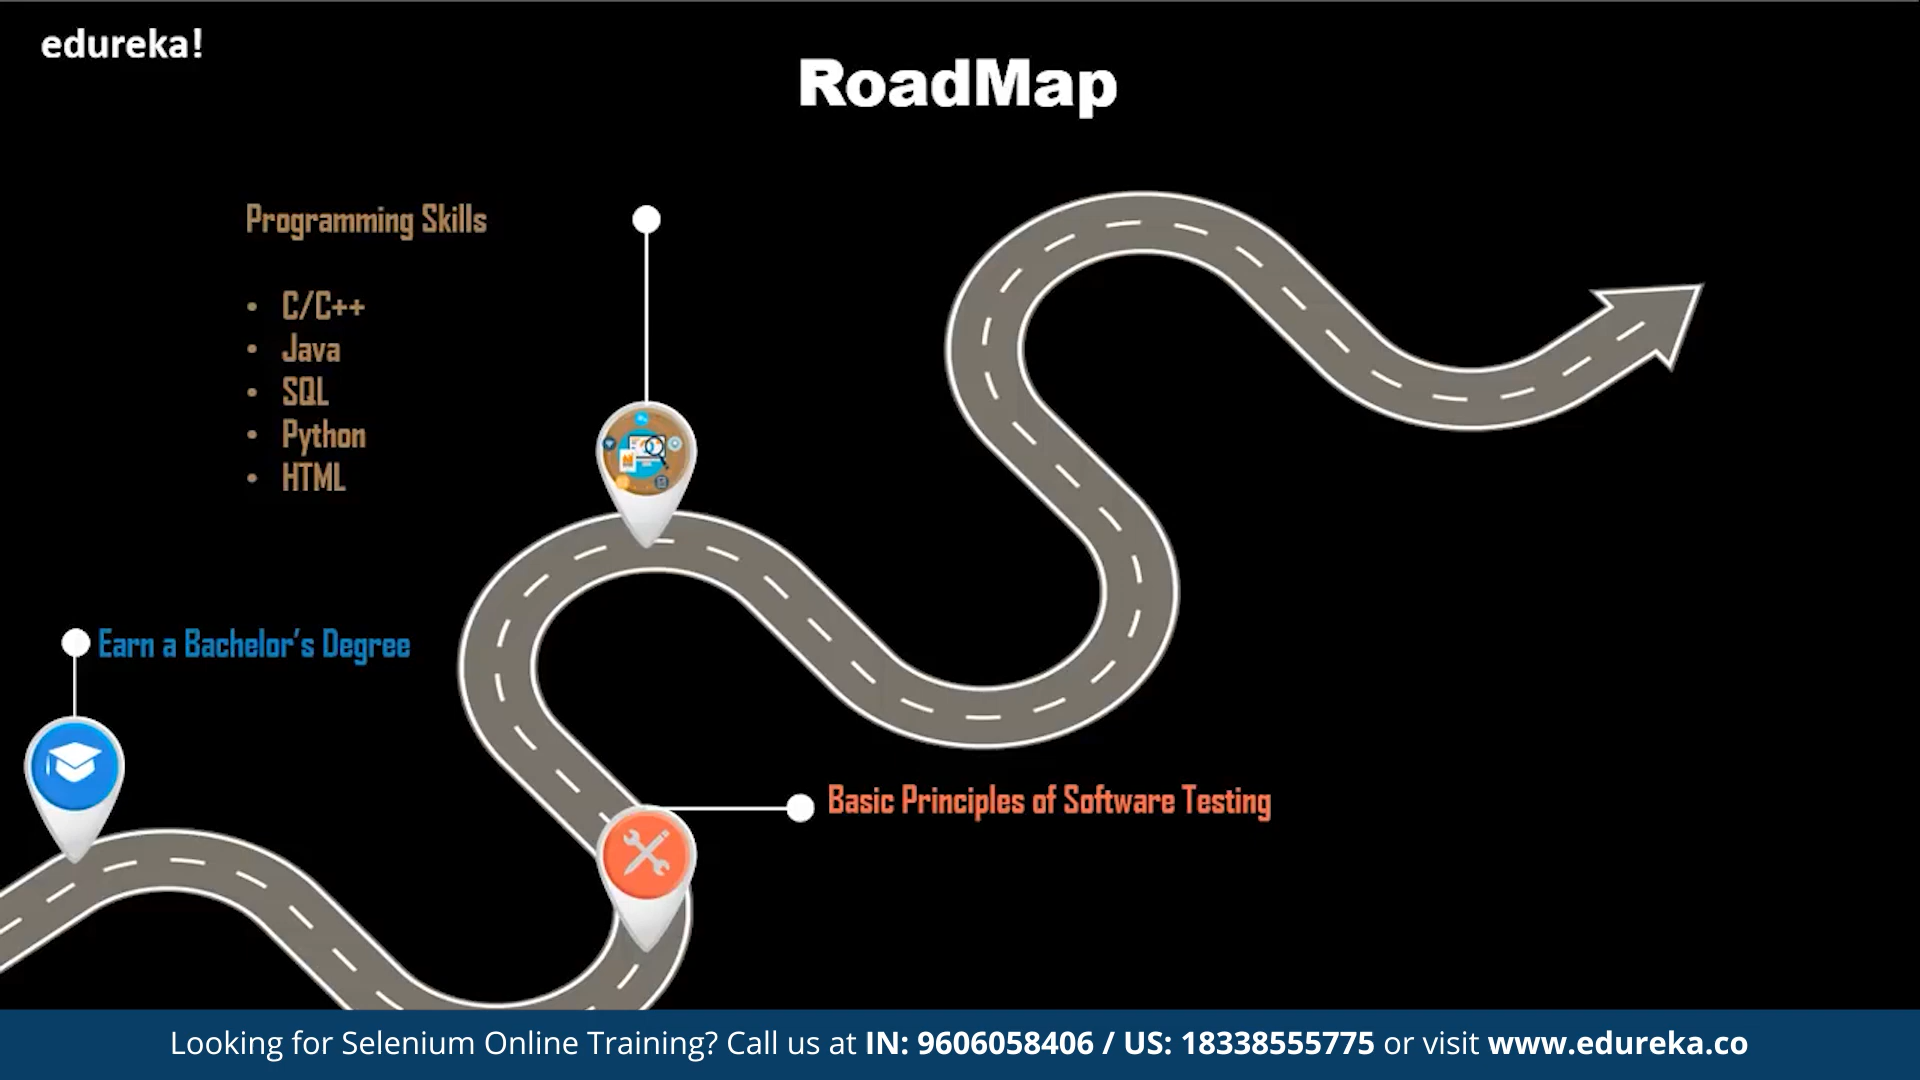 edureka!
RoadMap
Programming Skills
• C/C++
• Java
• SQL
• Python
• HTML
Earn a Bachelor's Degree
Basic Principles of Software Testing
Looking for Selenium Online Training? Call us at IN: 9606058406 / US: 18338555775 or visit www.edureka.co